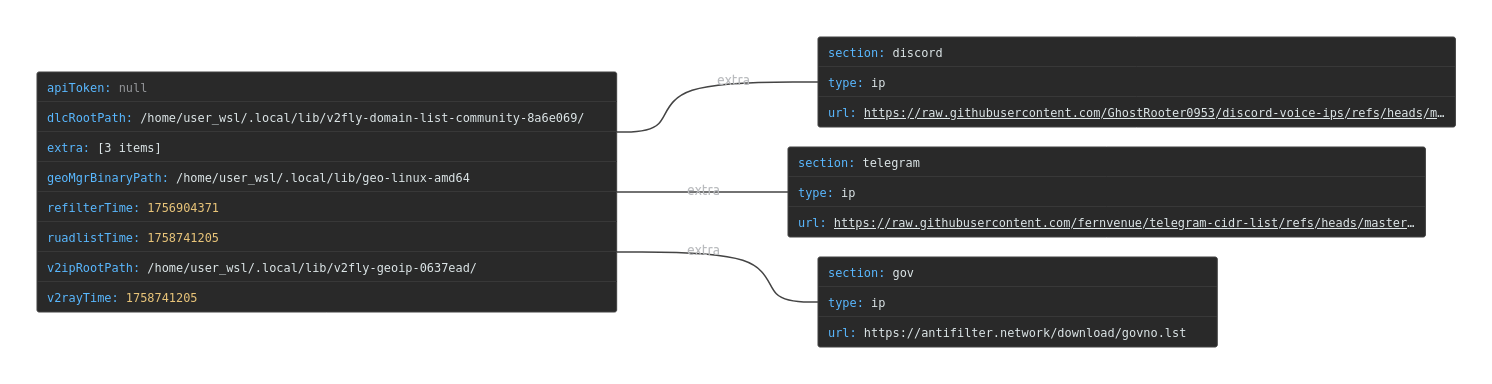 apiToken: null
dlcRootPath: /home/user_wsl/.local/lib/v2fly-domain-list-community-8a6e069/
extra: [3 items]
geoMgrBinaryPath: /home/user_wsl/.local/lib/geo-linux-amd64
refilterTime: 1756904371
ruadlistTime: 1758741205
v2ipRootPath: /home/user_wsl/.local/lib/v2fly-geoip-0637ead/
v2rayTime: 1758741205
extra
section: discord
type: ip
url: https://raw.githubusercontent.com/GhostRooter0953/discord-voice-ips/refs/heads/m…
extra
section: telegram
type: ip
url: https://raw.githubusercontent.com/fernvenue/telegram-cidr-list/refs/heads/master…
extra
section: gov
type: ip
url: https://antifilter.network/download/govno.lst